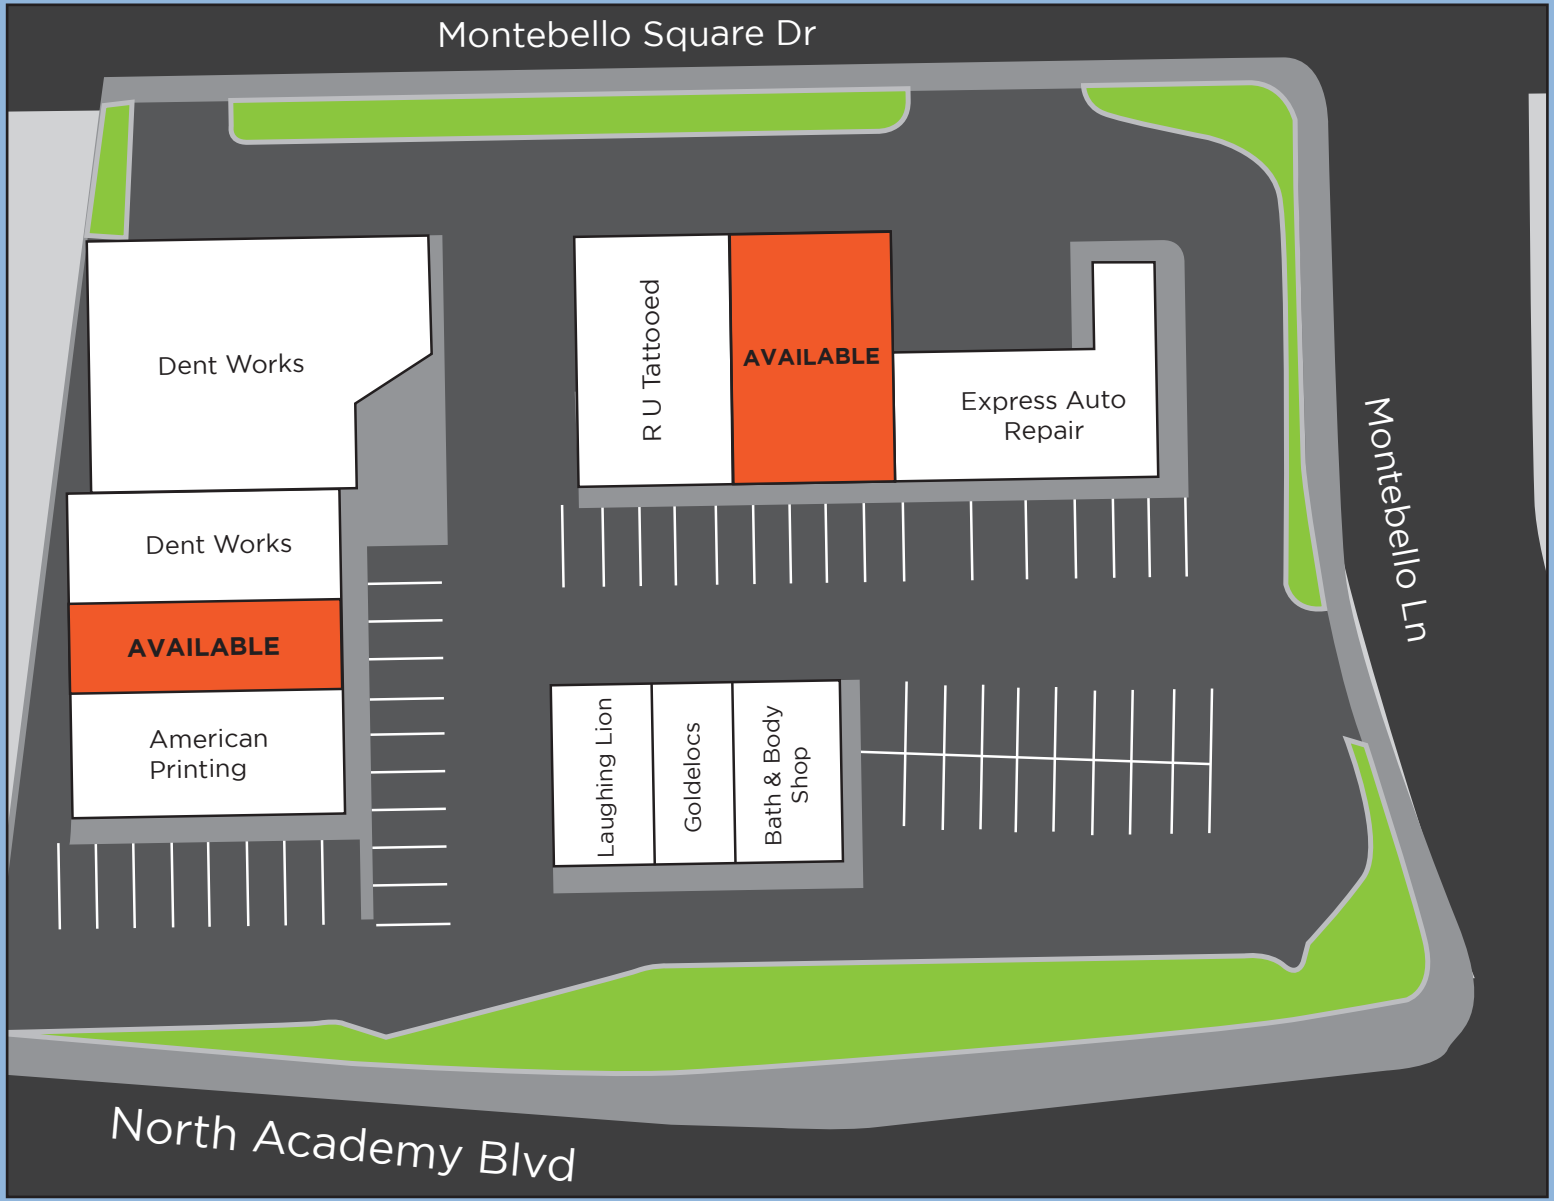 Montebello Square Dr
Dent Works
R U Tattooed
AVAILABLE
Express Auto
Repair
Montebello Ln
Dent Works
AVAILABLE
American
Printing
Laughing Lion
Goldelocs
Bath & Body
Shop
North Academy Blvd